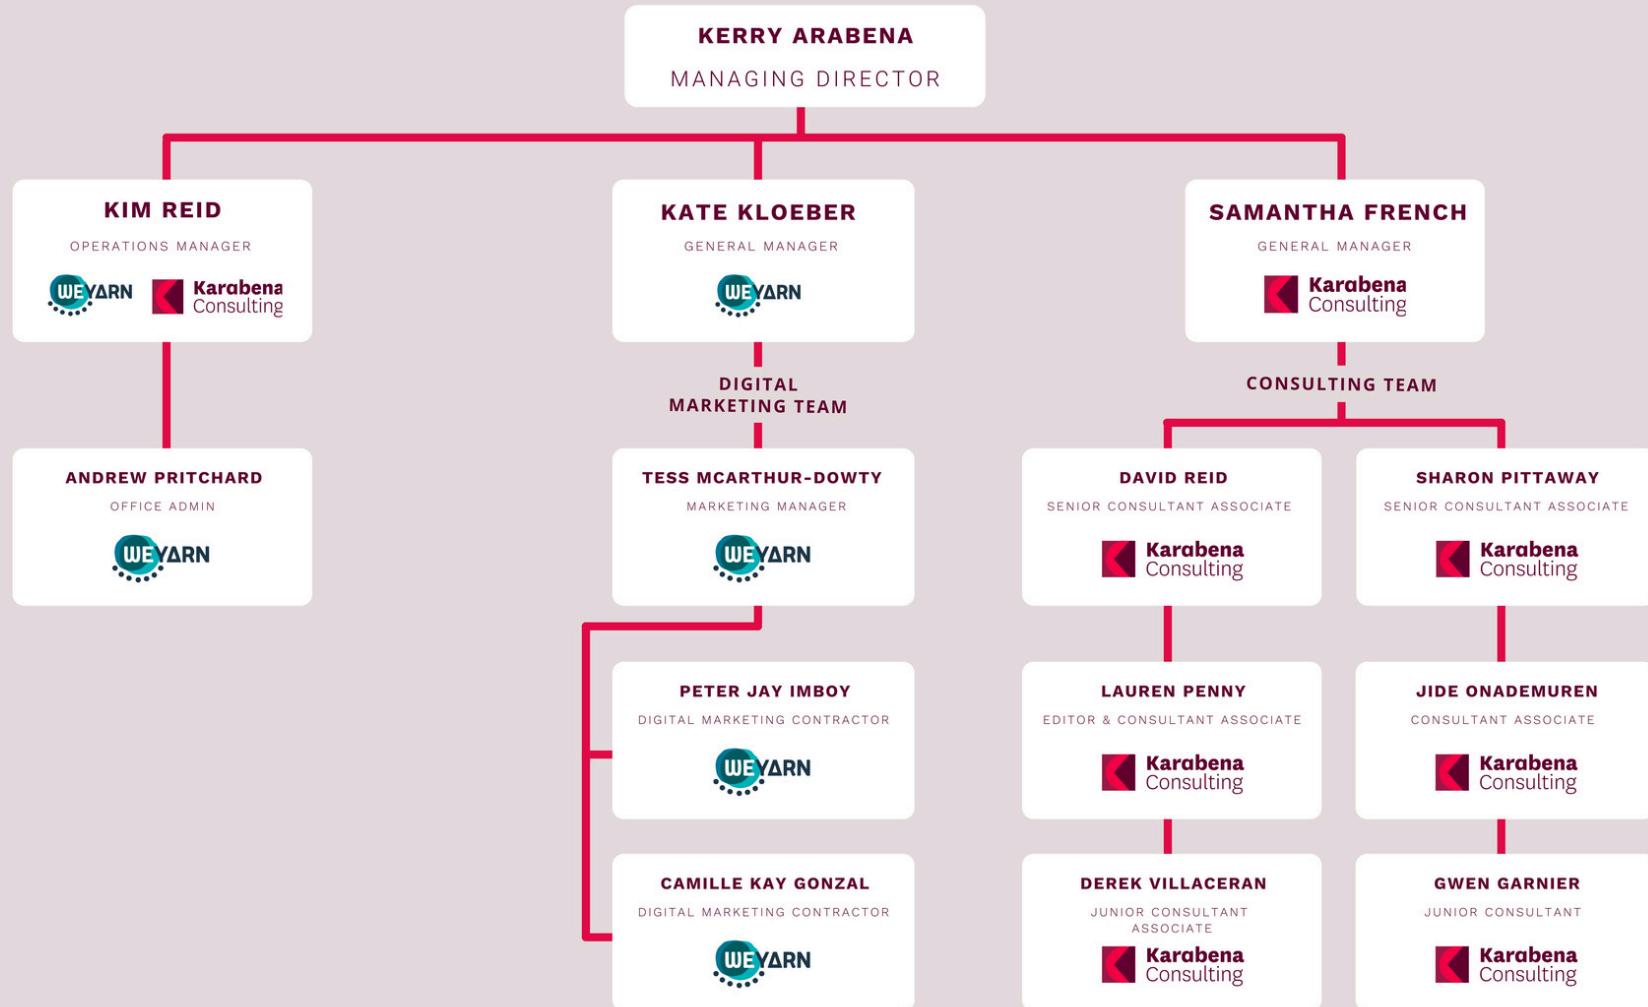 KERRY ARABENA
MANAGING DIRECTOR
KIM REID
OPERATIONS MANAGER
WEYARN
Karabena
Consulting
KATE KLOEBER
GENERAL MANAGER
WEYARN
SAMANTHA FRENCH
GENERAL MANAGER
Karabena
Consulting
DIGITAL
MARKETING TEAM
CONSULTING TEAM
ANDREW PRITCHARD
OFFICE ADMIN
WEYARN
TESS MCARTHUR-DOWTY
MARKETING MANAGER
WEYARN
DAVID REID
SENIOR CONSULTANT ASSOCIATE
Karabena
Consulting
SHARON PITTAWAY
SENIOR CONSULTANT ASSOCIATE
Karabena
Consulting
PETER JAY IMBOY
DIGITAL MARKETING CONTRACTOR
WEYARN
LAUREN PENNY
EDITOR & CONSULTANT ASSOCIATE
Karabena
Consulting
JIDE ONADEMUREN
CONSULTANT ASSOCIATE
Karabena
Consulting
CAMILLE KAY GONZAL
DIGITAL MARKETING CONTRACTOR
WEYARN
DEREK VILLACERAN
JUNIOR CONSULTANT
ASSOCIATE
Karabena
Consulting
GWEN GARNIER
JUNIOR CONSULTANT
Karabena
Consulting